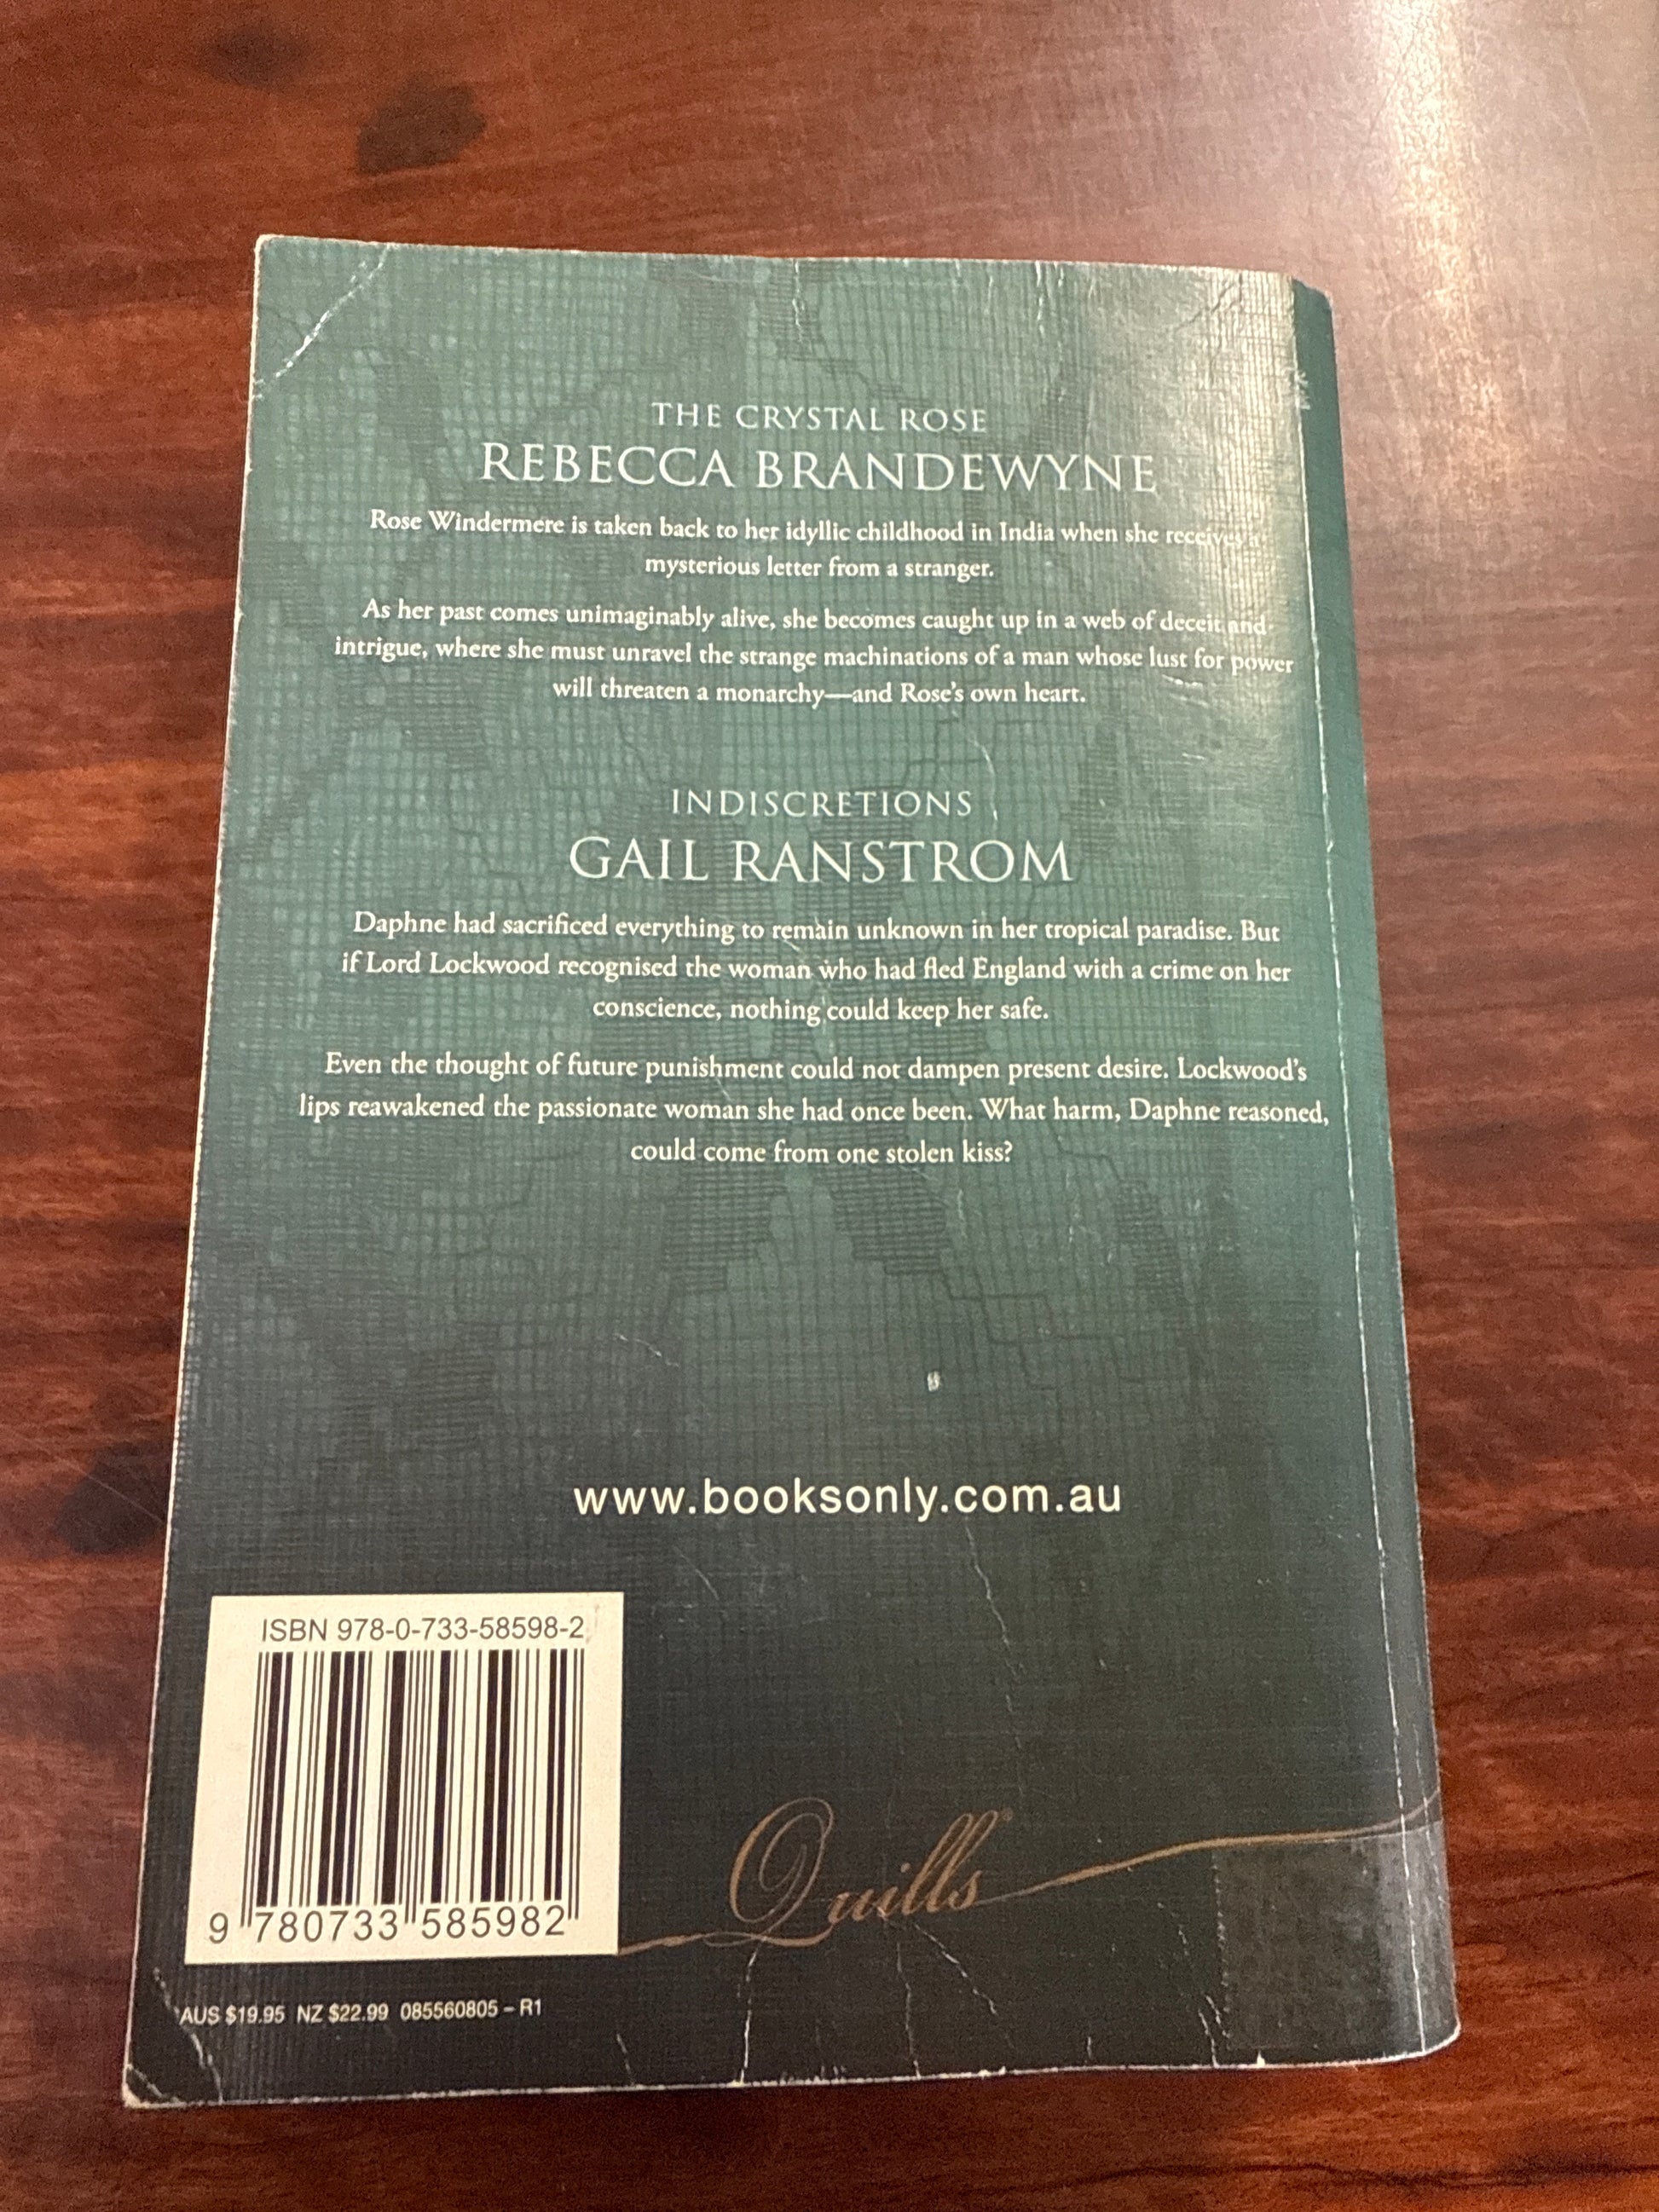 THE CRYSTAL ROSE
REBECCA BRANDEWYNE
Rose Windermere is taken back to her idyllic childhood in India when she receives a
mysterious letter from a stranger.
As her past comes unimaginably alive, she becomes caught up in a web of deceit and
intrigue, where she must unravel the strange machinations of a man whose lust for power
will threaten a monarchy—and Rose's own heart.
INDISCRETIONS
GAIL RANSTROM
Daphne had sacrificed everything to remain unknown in her tropical paradise. But
if Lord Lockwood recognised the woman who had fled England with a crime on her
conscience, nothing could keep her safe.
Even the thought of future punishment could not dampen present desire. Lockwood's
lips reawakened the passionate woman she had once been. What harm, Daphne reasoned,
could come from one stolen kiss?
www.booksonly.com.au
ISBN 978-0-733-58598-2
9 780733 585982
Quills
AUS $19.95 NZ $22.99 085560805 – R1